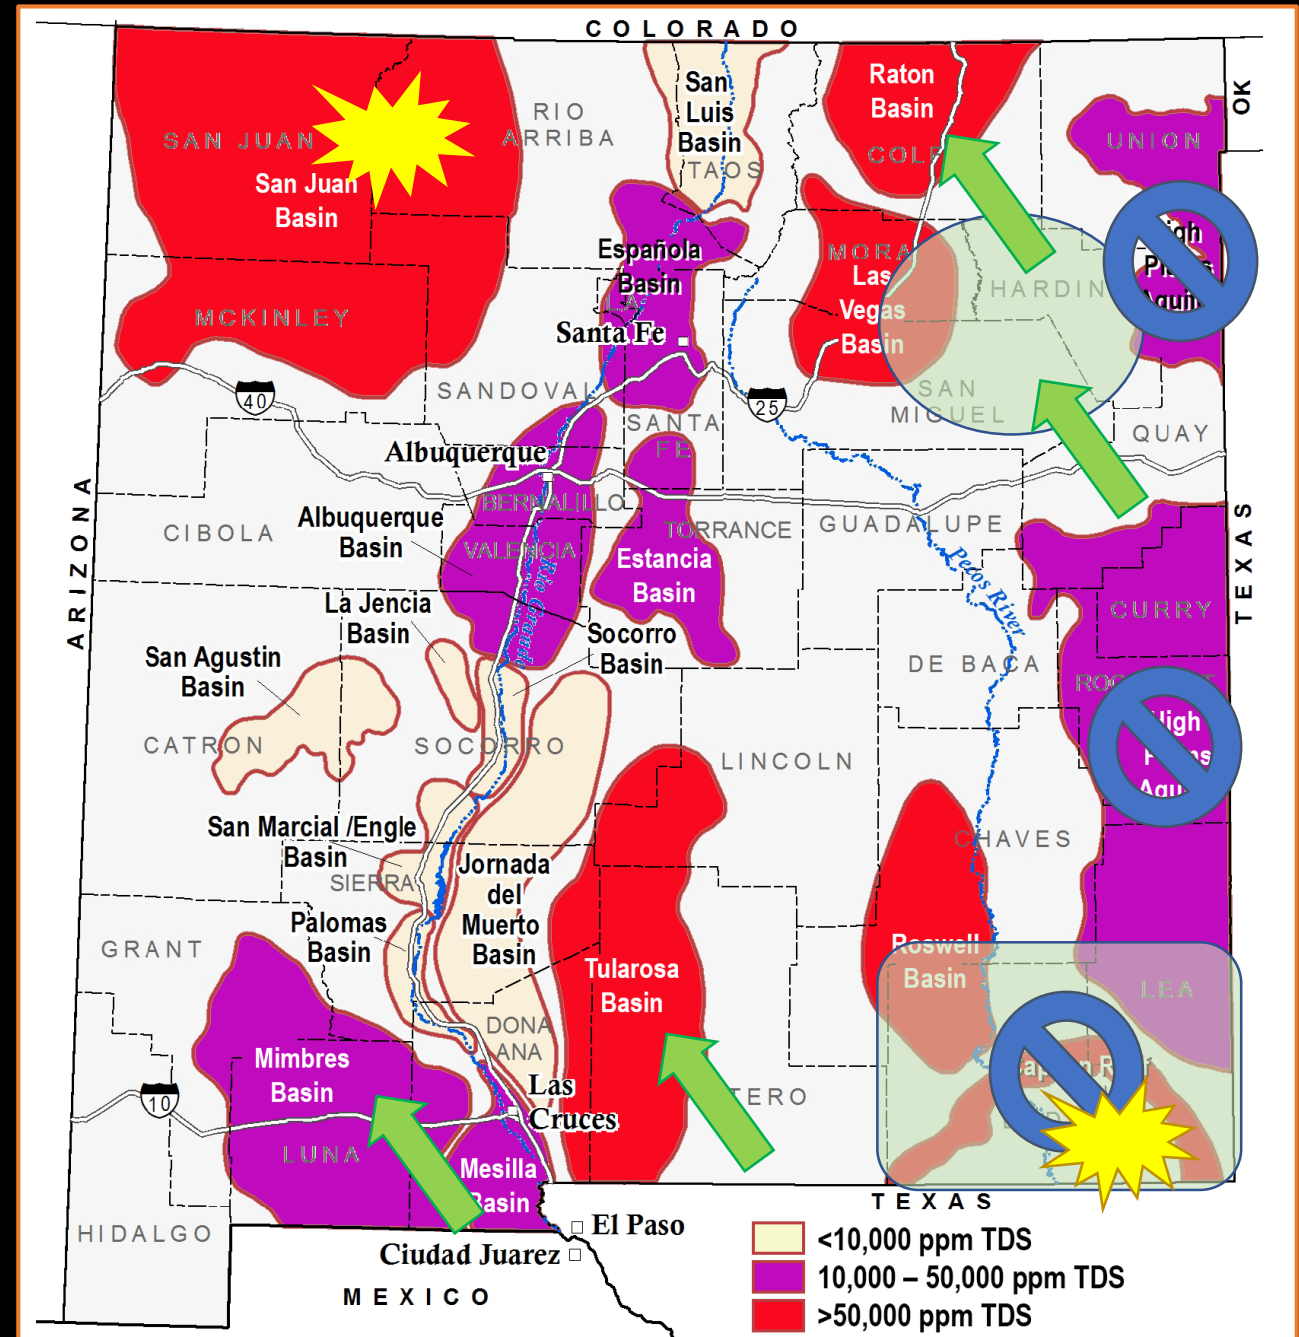 COLORADO
OK
ARIZONA
TEXAS
TEXAS
MEXICO
San
Luis
Basin
TAOS
Raton
Basin
RIO
ARRIBA
SAN JUAN
San Juan
Basin
MCKINLEY
UNION
Española
Basin
Santa Fe
MORA
Las
Vegas
Basin
SANDOVAL
40
25
SAN
MIGUEL
QUAY
SANTA
FE
Albuquerque
BERNALILLO
CIBOLA
Albuquerque
Basin
VALENCIA
TORRANCE
GUADALUPE
Estancia
Basin
Pecos River
Rio Grande
CURRY
La Jencia
Basin
Socorro
Basin
San Agustin
Basin
DE BACA
CATRON
SOCORRO
LINCOLN
High
San Marcial /Engle
Basin
SIERRA
CHAVES
Jornada
del
Muerto
Basin
Palomas
Basin
GRANT
Tularosa
Basin
Roswell
Basin
LEA
DONA
ANA
Mimbres
Basin
Las
Cruces
10
LUNA
Mesilla
Basin
HIDALGO
El Paso
Ciudad Juarez
<10,000 ppm TDS
10,000 – 50,000 ppm TDS
>50,000 ppm TDS